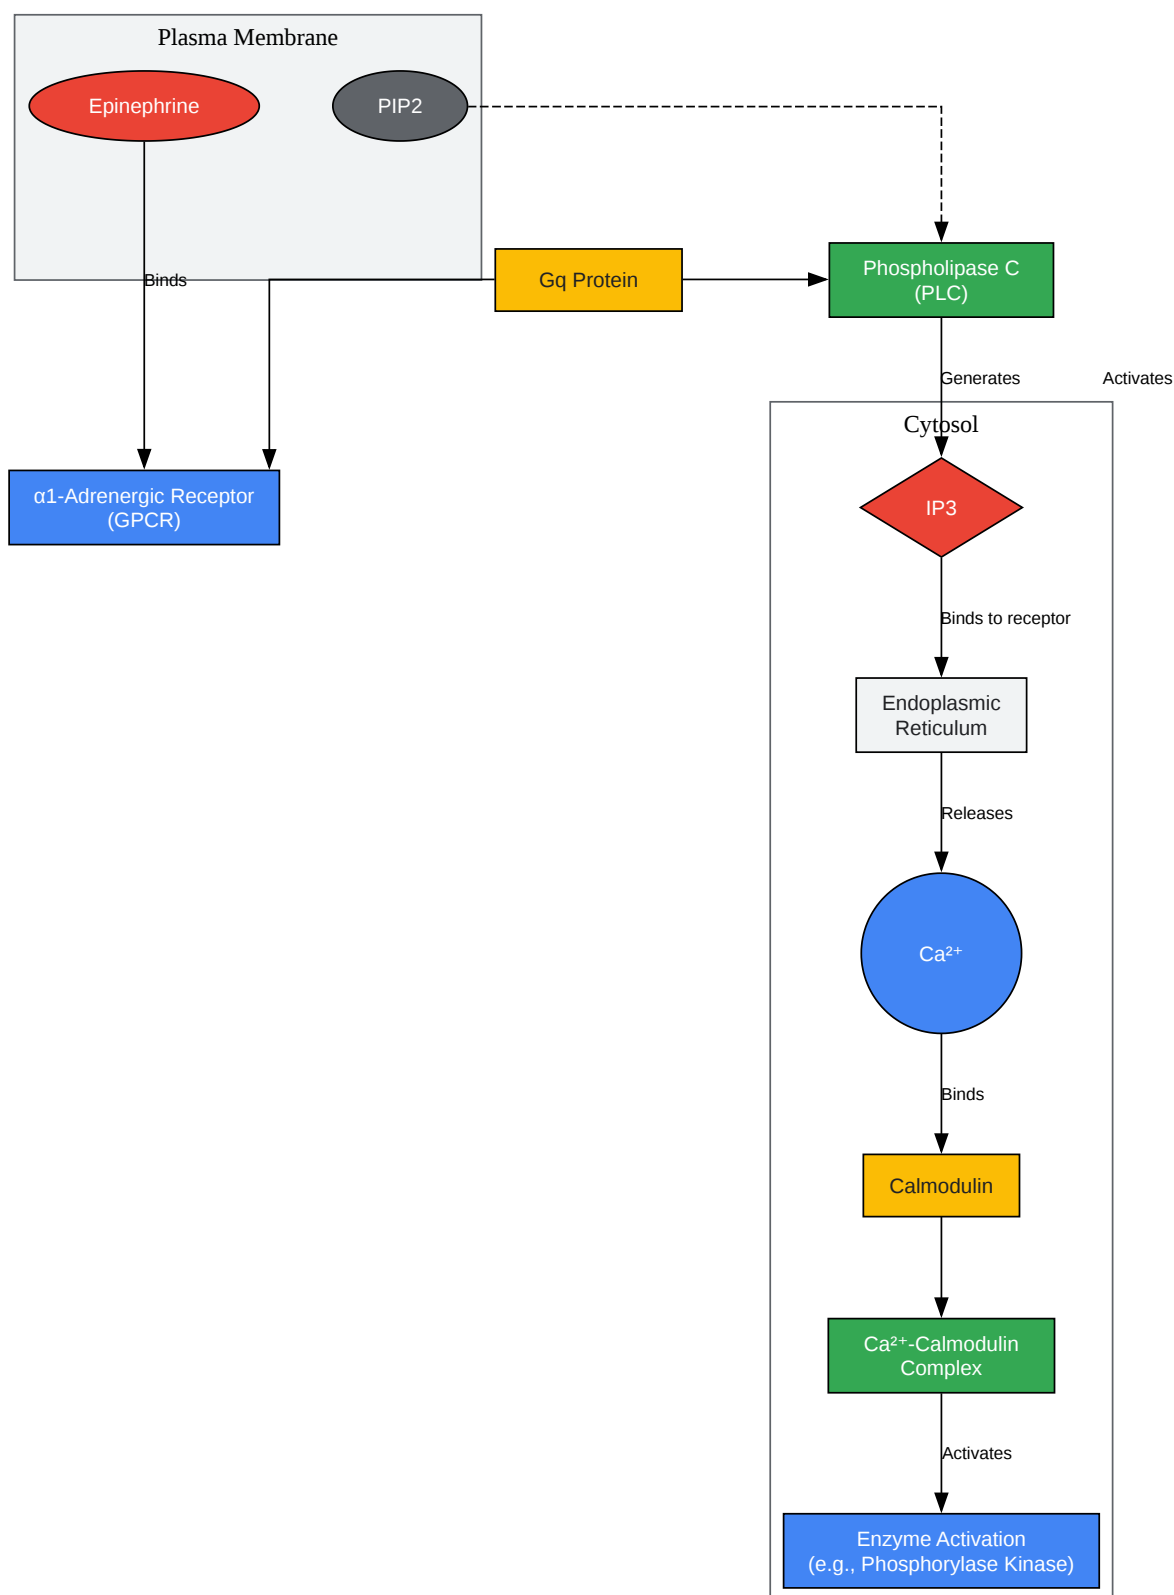 Plasma Membrane
Epinephrine
PIP2
Binds
Gq Protein
Phospholipase C
(PLC)
Generates
Activates
α1-Adrenergic Receptor
(GPCR)
Cytosol
IP3
Binds to receptor
Endoplasmic
Reticulum
Releases
Ca²⁺
Binds
Calmodulin
Ca²⁺-Calmodulin
Complex
Activates
Enzyme Activation
(e.g., Phosphorylase Kinase)